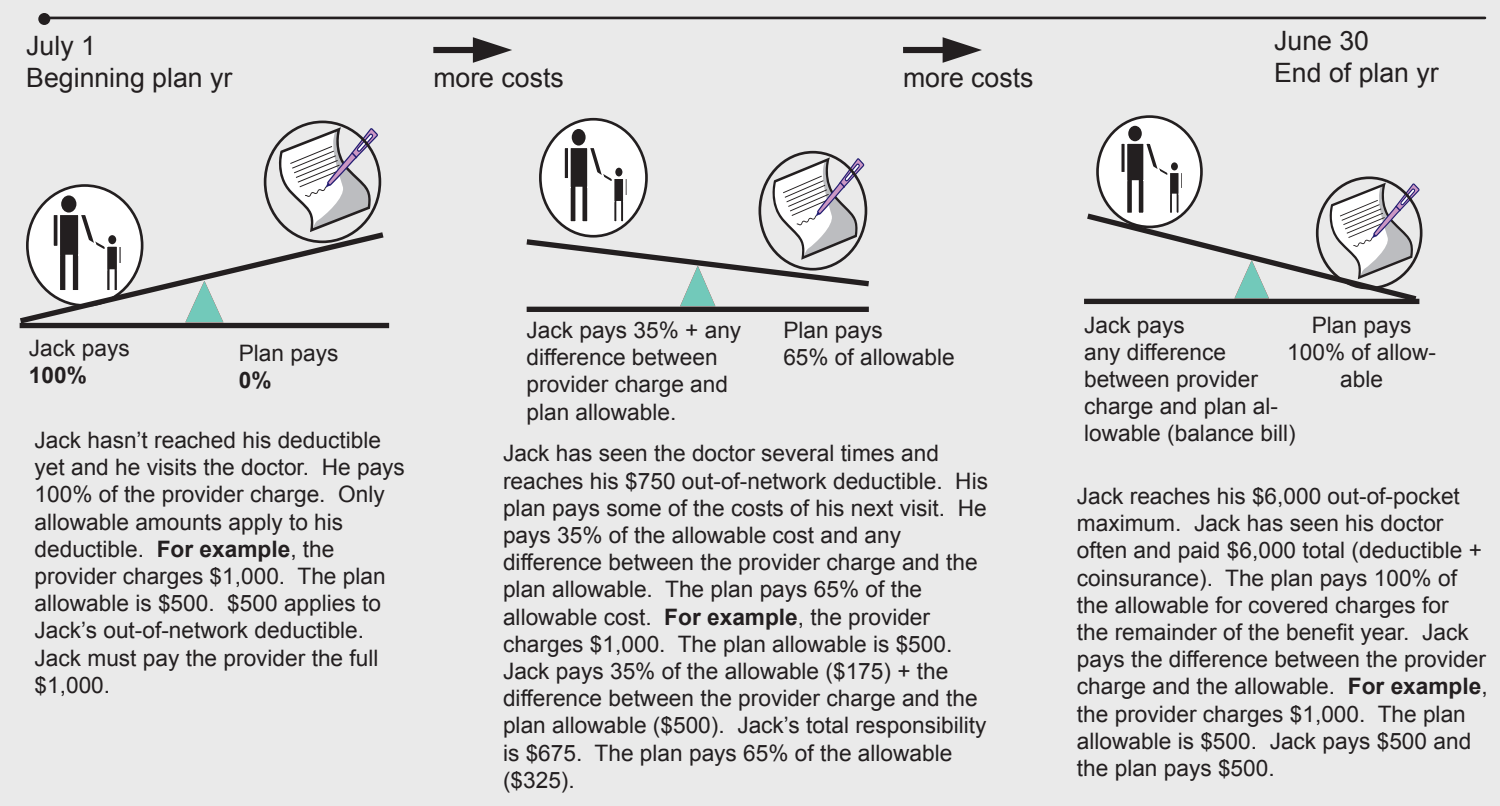 July 1
Beginning plan yr
more costs
more costs
June 30
End of plan yr
Jack pays
100%
Plan pays
0%
Jack hasn't reached his deductible
yet and he visits the doctor.  He pays
100% of the provider charge.  Only
allowable amounts apply to his
deductible.  For example, the
provider charges $1,000.  The plan
allowable is $500.  $500 applies to
Jack's out-of-network deductible.
Jack must pay the provider the full
$1,000.
Jack pays 35% + any
difference between
provider charge and
plan allowable.
Plan pays
65% of allowable
Jack has seen the doctor several times and
reaches his $750 out-of-network deductible.  His
plan pays some of the costs of his next visit.  He
pays 35% of the allowable cost and any
difference between the provider charge and the
plan allowable.  The plan pays 65% of the
allowable cost.  For example, the provider
charges $1,000.  The plan allowable is $500.
Jack pays 35% of the allowable ($175) + the
difference between the provider charge and the
plan allowable ($500).  Jack's total responsibility
is $675.  The plan pays 65% of the allowable
($325).
Jack pays
any difference
between provider
charge and plan al-
lowable (balance bill)
Plan pays
100% of allow-
able
Jack reaches his $6,000 out-of-pocket
maximum.  Jack has seen his doctor
often and paid $6,000 total (deductible +
coinsurance).  The plan pays 100% of
the allowable for covered charges for
the remainder of the benefit year.  Jack
pays the difference between the provider
charge and the allowable.  For example,
the provider charges $1,000.  The plan
allowable is $500.  Jack pays $500 and
the plan pays $500.